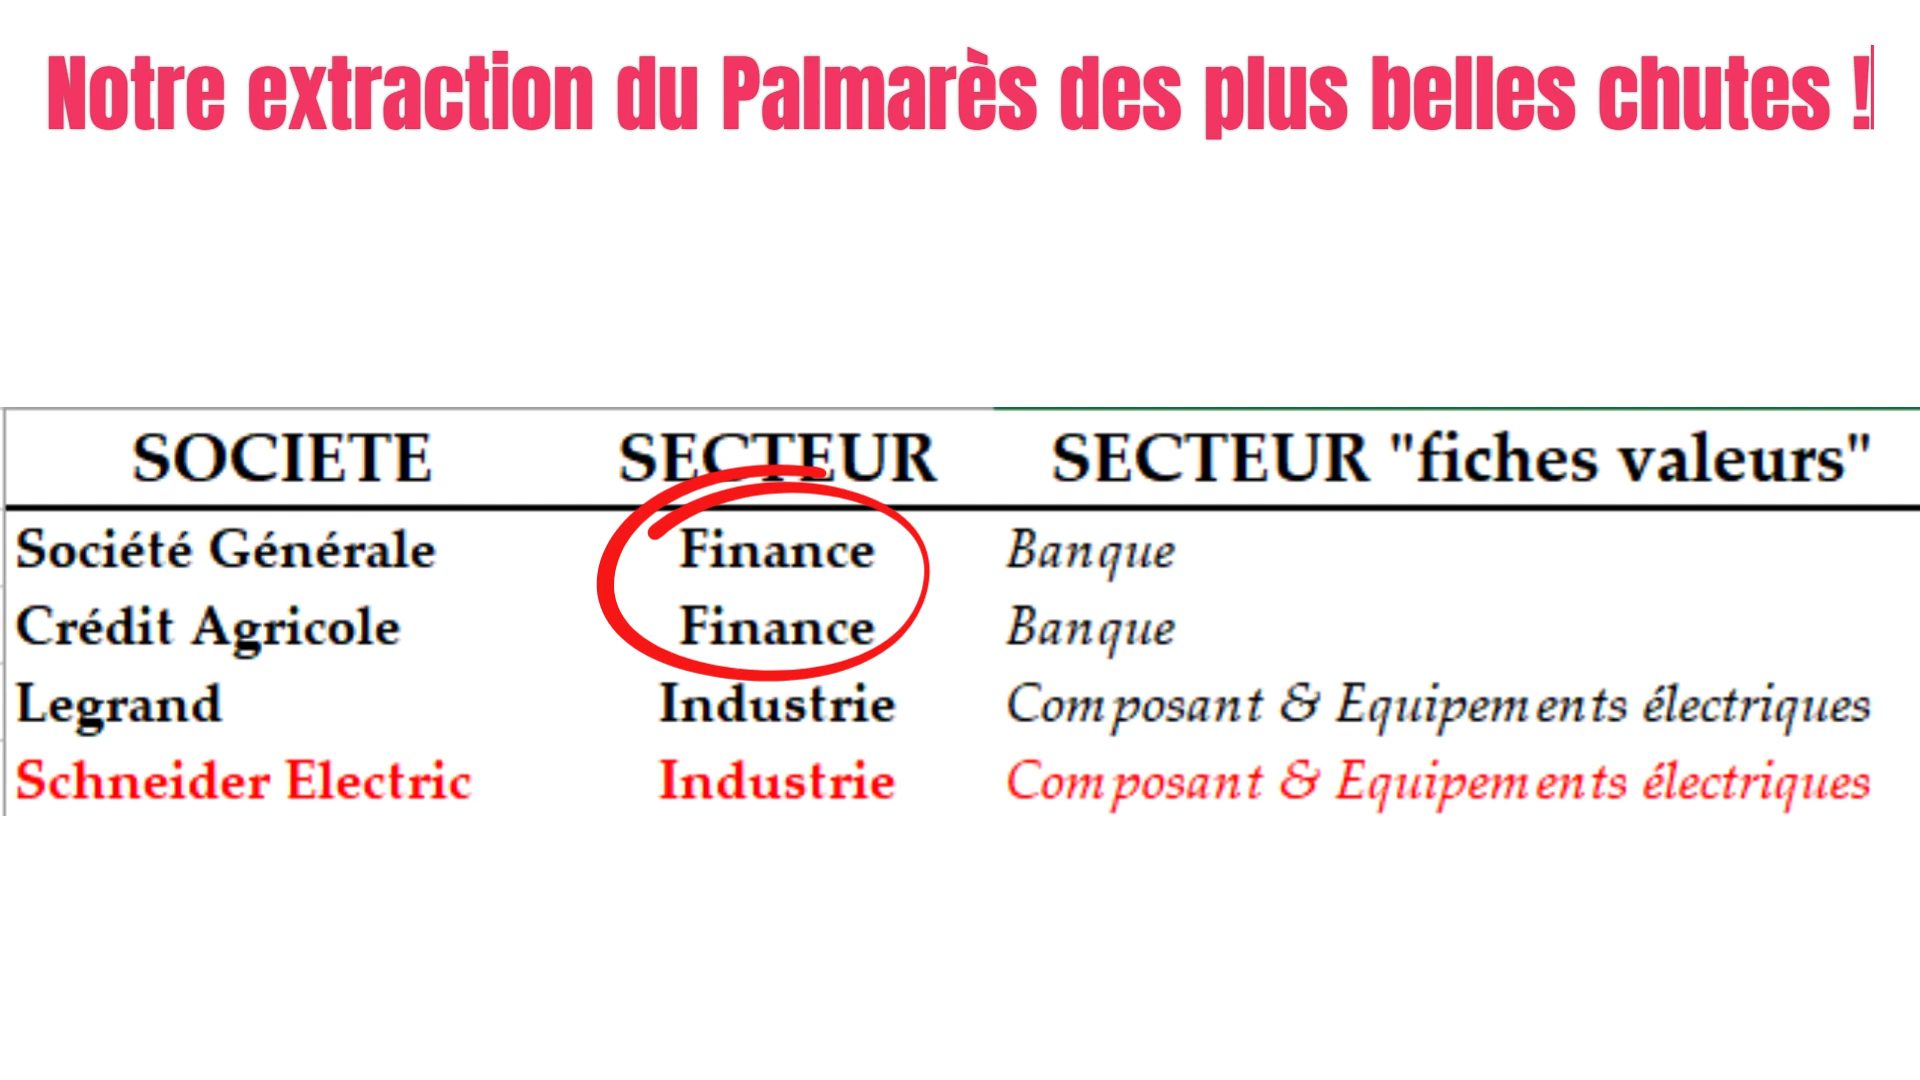 Notre extraction du Palmarès des plus belles chutes !
SOCIETE SECTEUR SECTEUR "fiches valeurs"
Société Générale Finance Banque
Crédit Agricole Finance Banque
Legrand Industrie Composant & Equipements électriques
Schneider Electric Industrie Composant & Equipements électriques